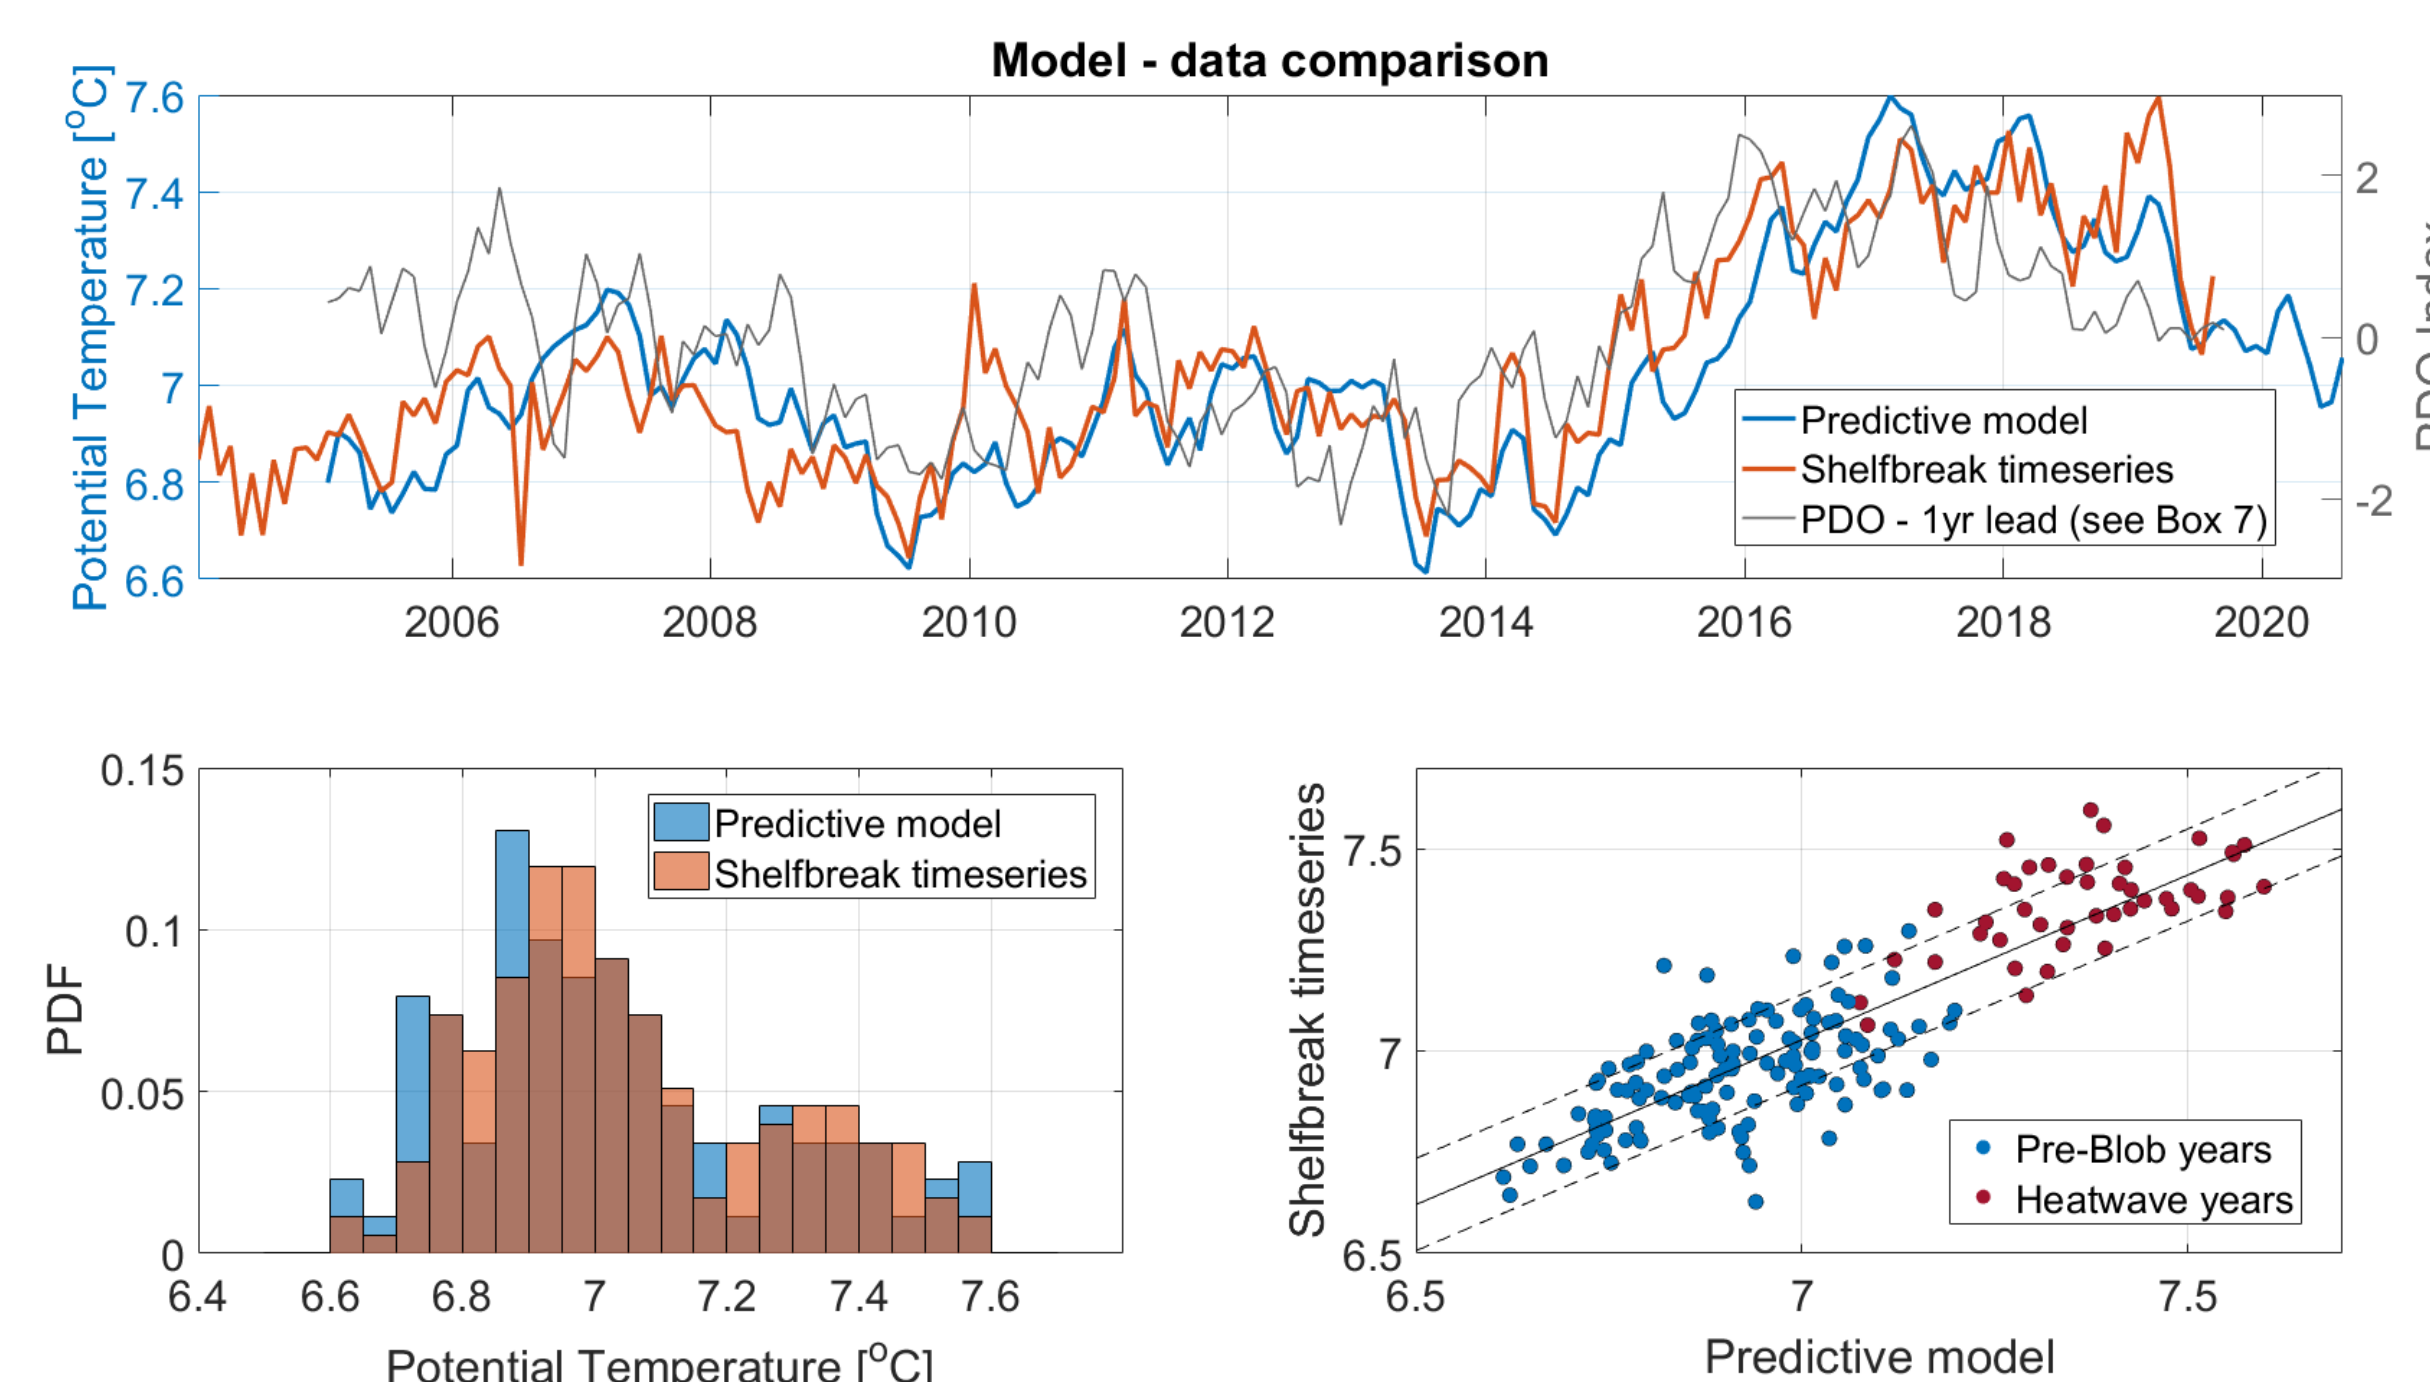 Model - data comparison
Potential Temperature [°C]
7.6
7.4
7.2
7
6.8
6.6
2
0
-2
PDO Index
Predictive model
Shelfbreak timeseries
PDO - 1yr lead (see Box 7)
2006 2008 2010 2012 2014 2016 2018 2020
PDF
0.15
0.1
0.05
0
Predictive model
Shelfbreak timeseries
6.4 6.6 6.8 7 7.2 7.4 7.6
Potential Temperature [°C]
Shelfbreak timeseries
7.5
7
6.5
Pre-Blob years
Heatwave years
6.5 7 7.5
Predictive model